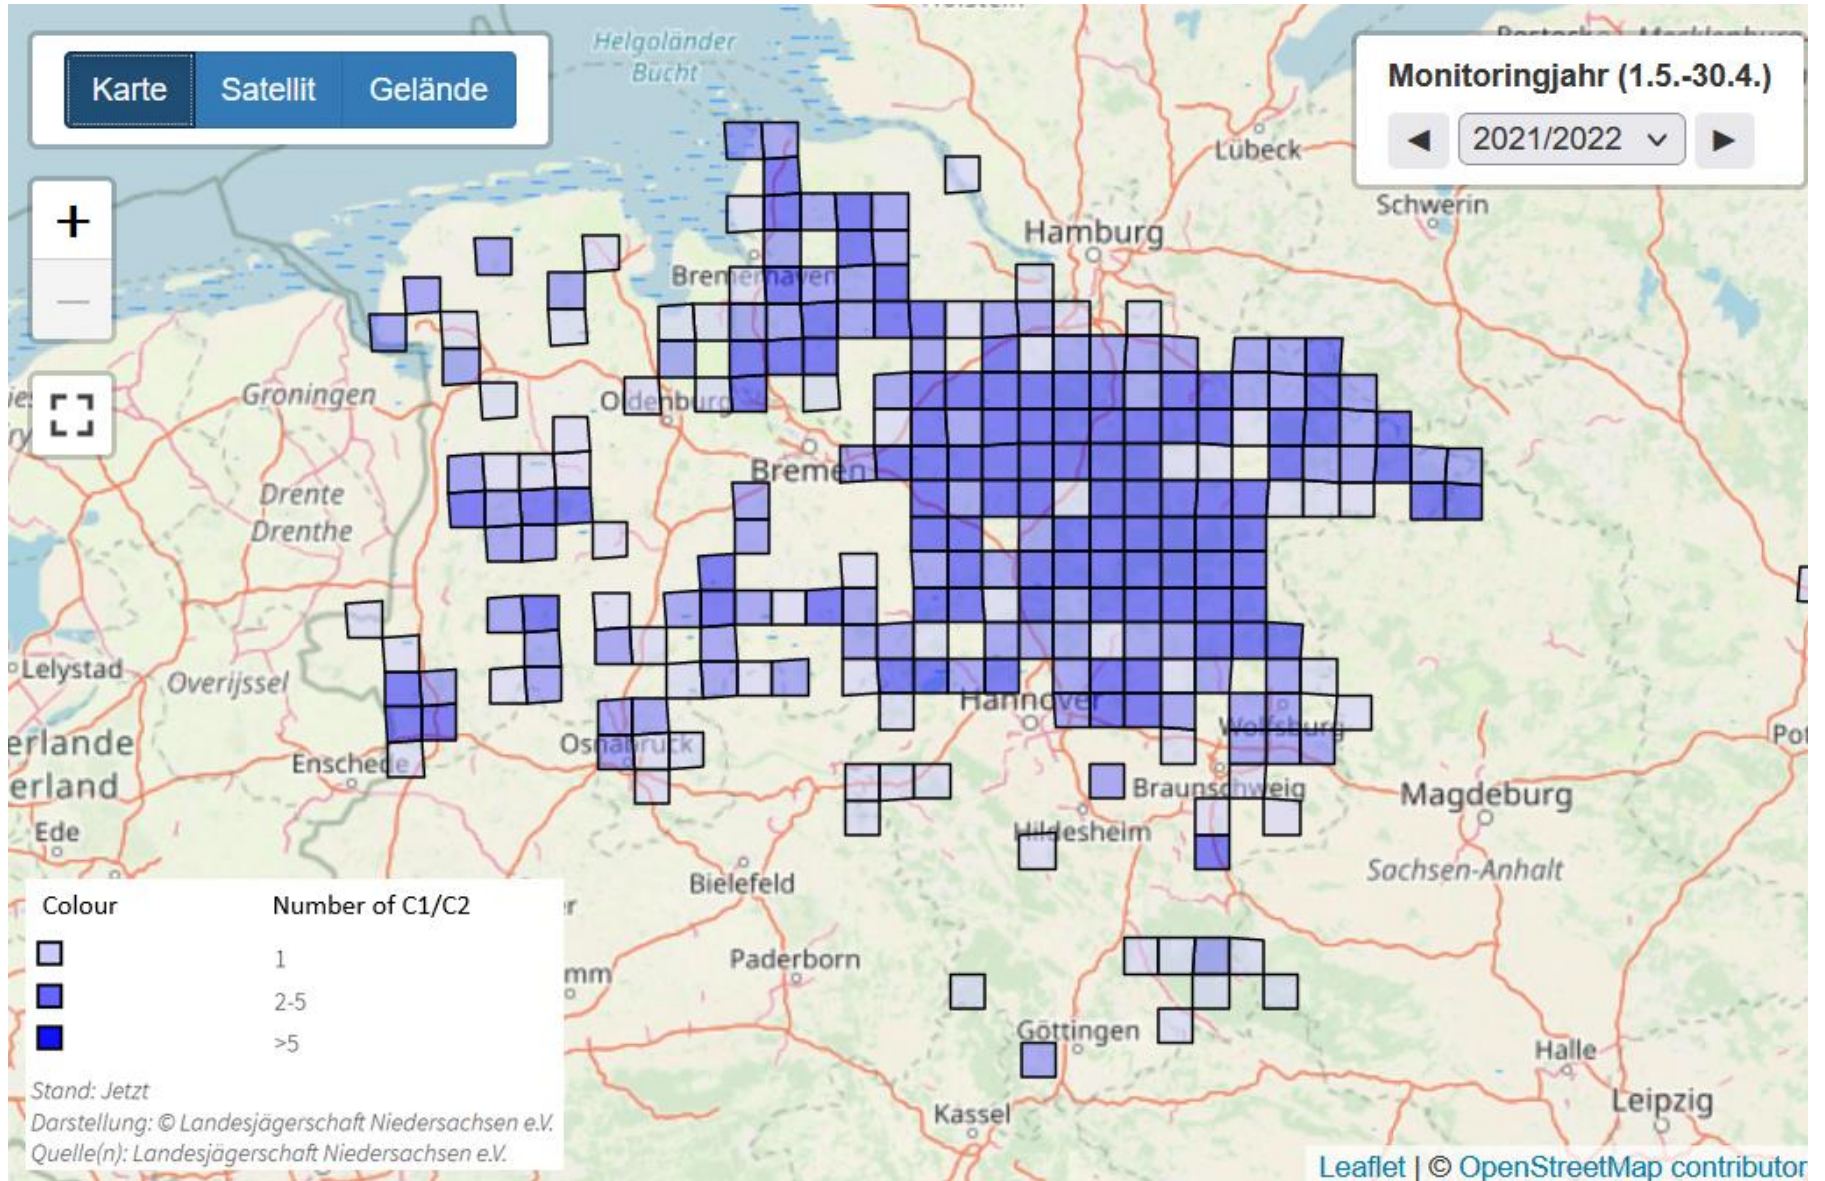 Helgoländer
Bucht
Karte
Satellit
Gelände
Monitoringjahr (1.5.-30.4.)
◀
2021/2022
▶
Lübeck
Schwerin
+
−
Hamburg
Bremerhaven
Groningen
Oldenburg
Bremen
Drente
Drenthe
Lelystad
Overijssel
Hannover
Wolfsburg
erlande
erland
Enschede
Osnabrück
Braunschweig
Magdeburg
Ede
Hildesheim
Sachsen-Anhalt
Bielefeld
Colour
Number of C1/C2
1
2-5
>5
Paderborn
mm
Göttingen
Halle
Kassel
Leipzig
Stand: Jetzt
Darstellung: © Landesjägerschaft Niedersachsen e.V.
Quelle(n): Landesjägerschaft Niedersachsen e.V.
Leaflet | © OpenStreetMap contributor